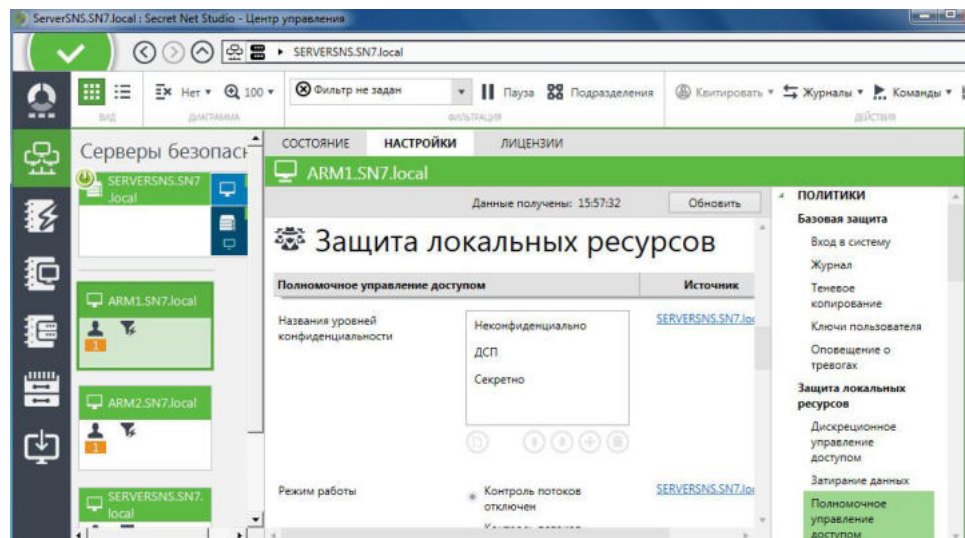 ServerSNS.SN7.local : Secret Net Studio - Центр управления
SERVERSNS.SN7.local
Нет
100
Фильтр не задан
Пауза
Подразделения
Квитировать
Журналы
Команды
ВИД
ДИАГРАММА
ФИЛЬТРАЦИЯ
ДЕЙСТВИЯ
Серверы безопасн
SERVERSNS.SN7
.local
ARM1.SN7.local
1
ARM2.SN7.local
1
SERVERSNS.SN7.
local
СОСТОЯНИЕ
НАСТРОЙКИ
ЛИЦЕНЗИИ
ARM1.SN7.local
Данные получены: 15:57:32
Обновить
Защита локальных ресурсов
Полномочное управление доступом
Источник
Названия уровней
конфиденциальности
Неконфиденциально
ДСП
Секретно
SERVERSNS.SN7.lo
Режим работы
Контроль потоков
отключен
SERVERSNS.SN7.lo
ПОЛИТИКИ
Базовая защита
Вход в систему
Журнал
Теневое
копирование
Ключи пользователя
Оповещение о
тревогах
Защита локальных
ресурсов
Дискреционное
управление
доступом
Затирание данных
Полномочное
управление
доступом